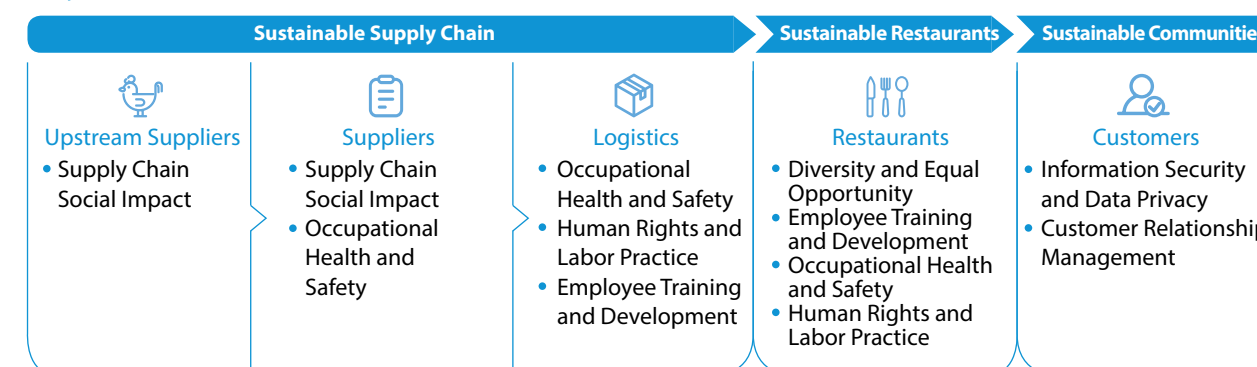 Sustainable Supply Chain
Sustainable Restaurants
Sustainable Communitie
Upstream Suppliers
• Supply Chain
Social Impact
Suppliers
• Supply Chain
Social Impact
• Occupational
Health and
Safety
Logistics
• Occupational
Health and Safety
• Human Rights and
Labor Practice
• Employee Training
and Development
Restaurants
• Diversity and Equal
Opportunity
• Employee Training
and Development
• Occupational Health
and Safety
• Human Rights and
Labor Practice
Customers
• Information Security
and Data Privacy
• Customer Relationship
Management